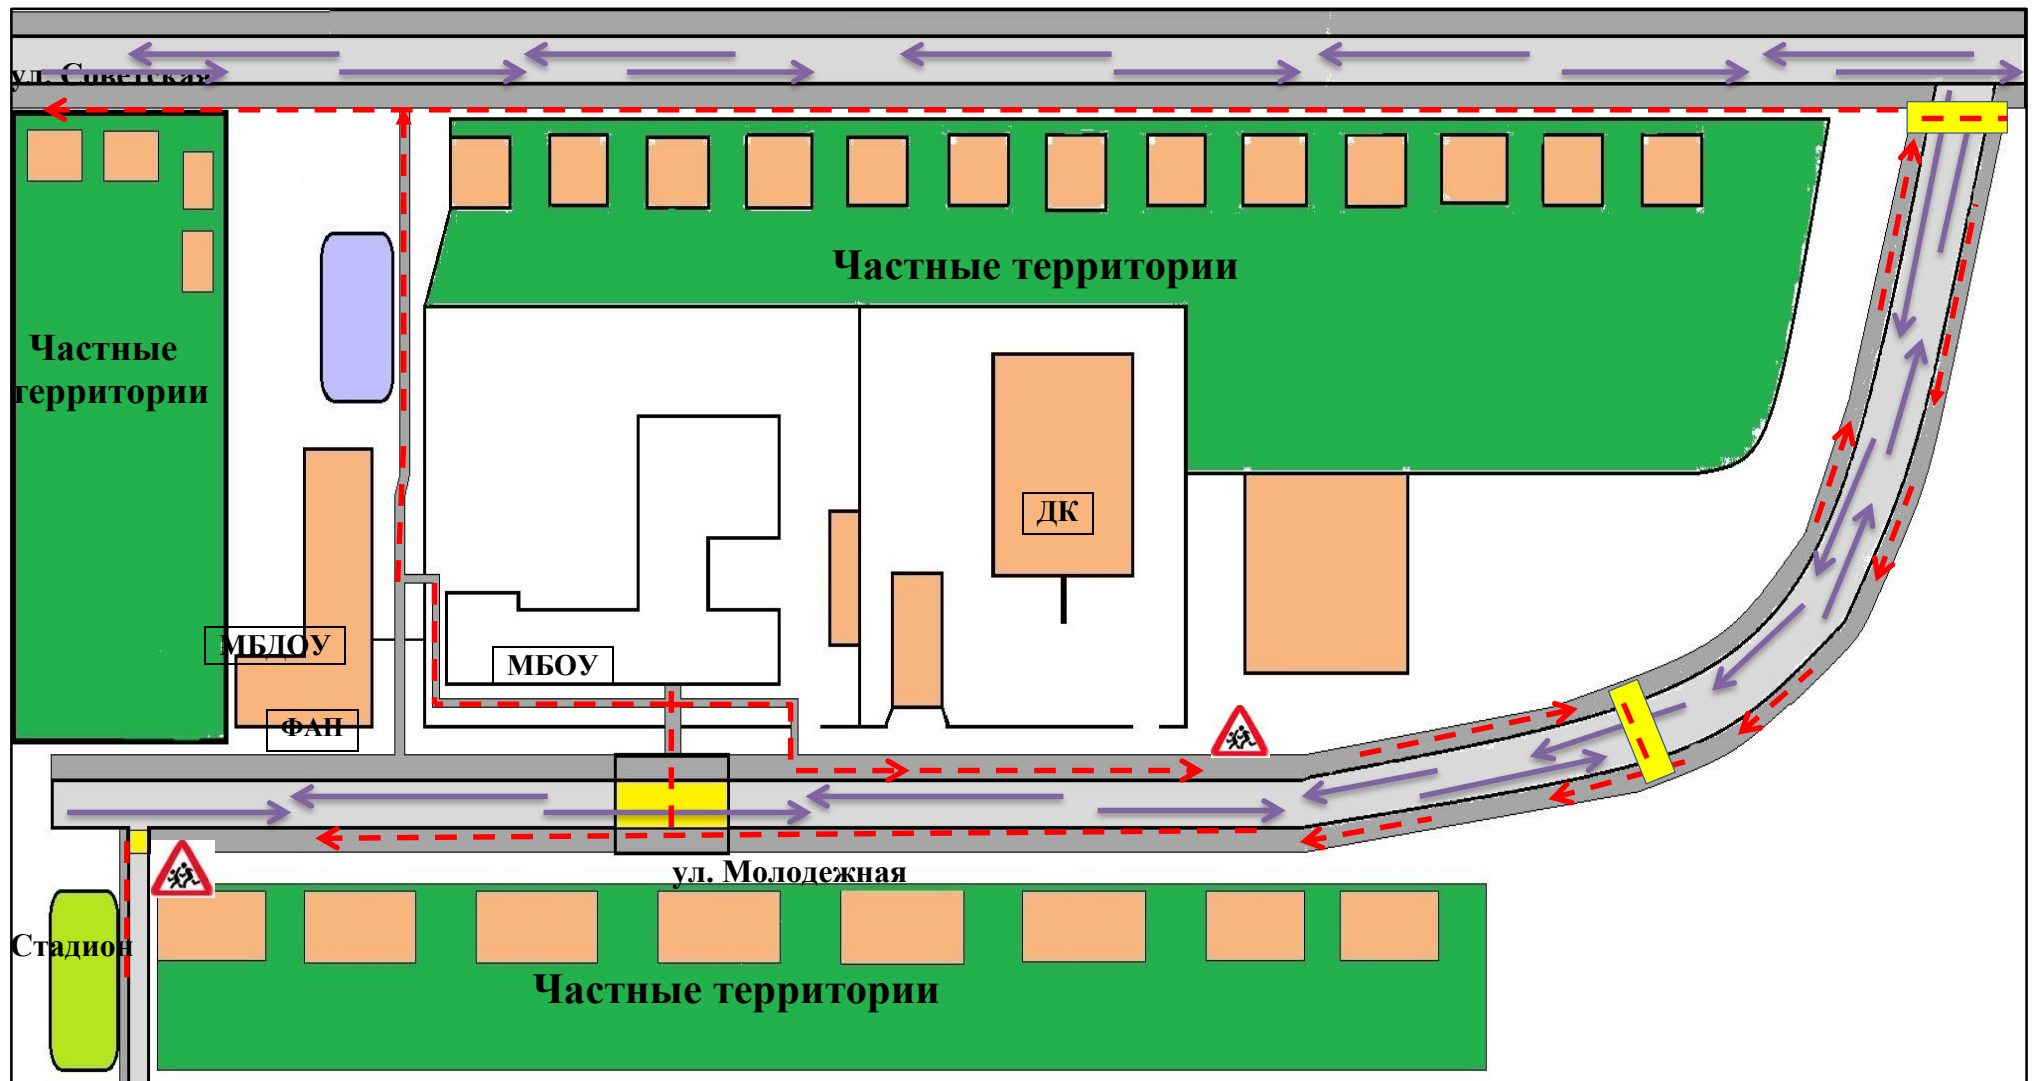 ул. Советская
Частные территории
Частные
территории
ДК
МБДОУ
МБОУ
ФАП
ул. Молодежная
Стадион
Частные территории